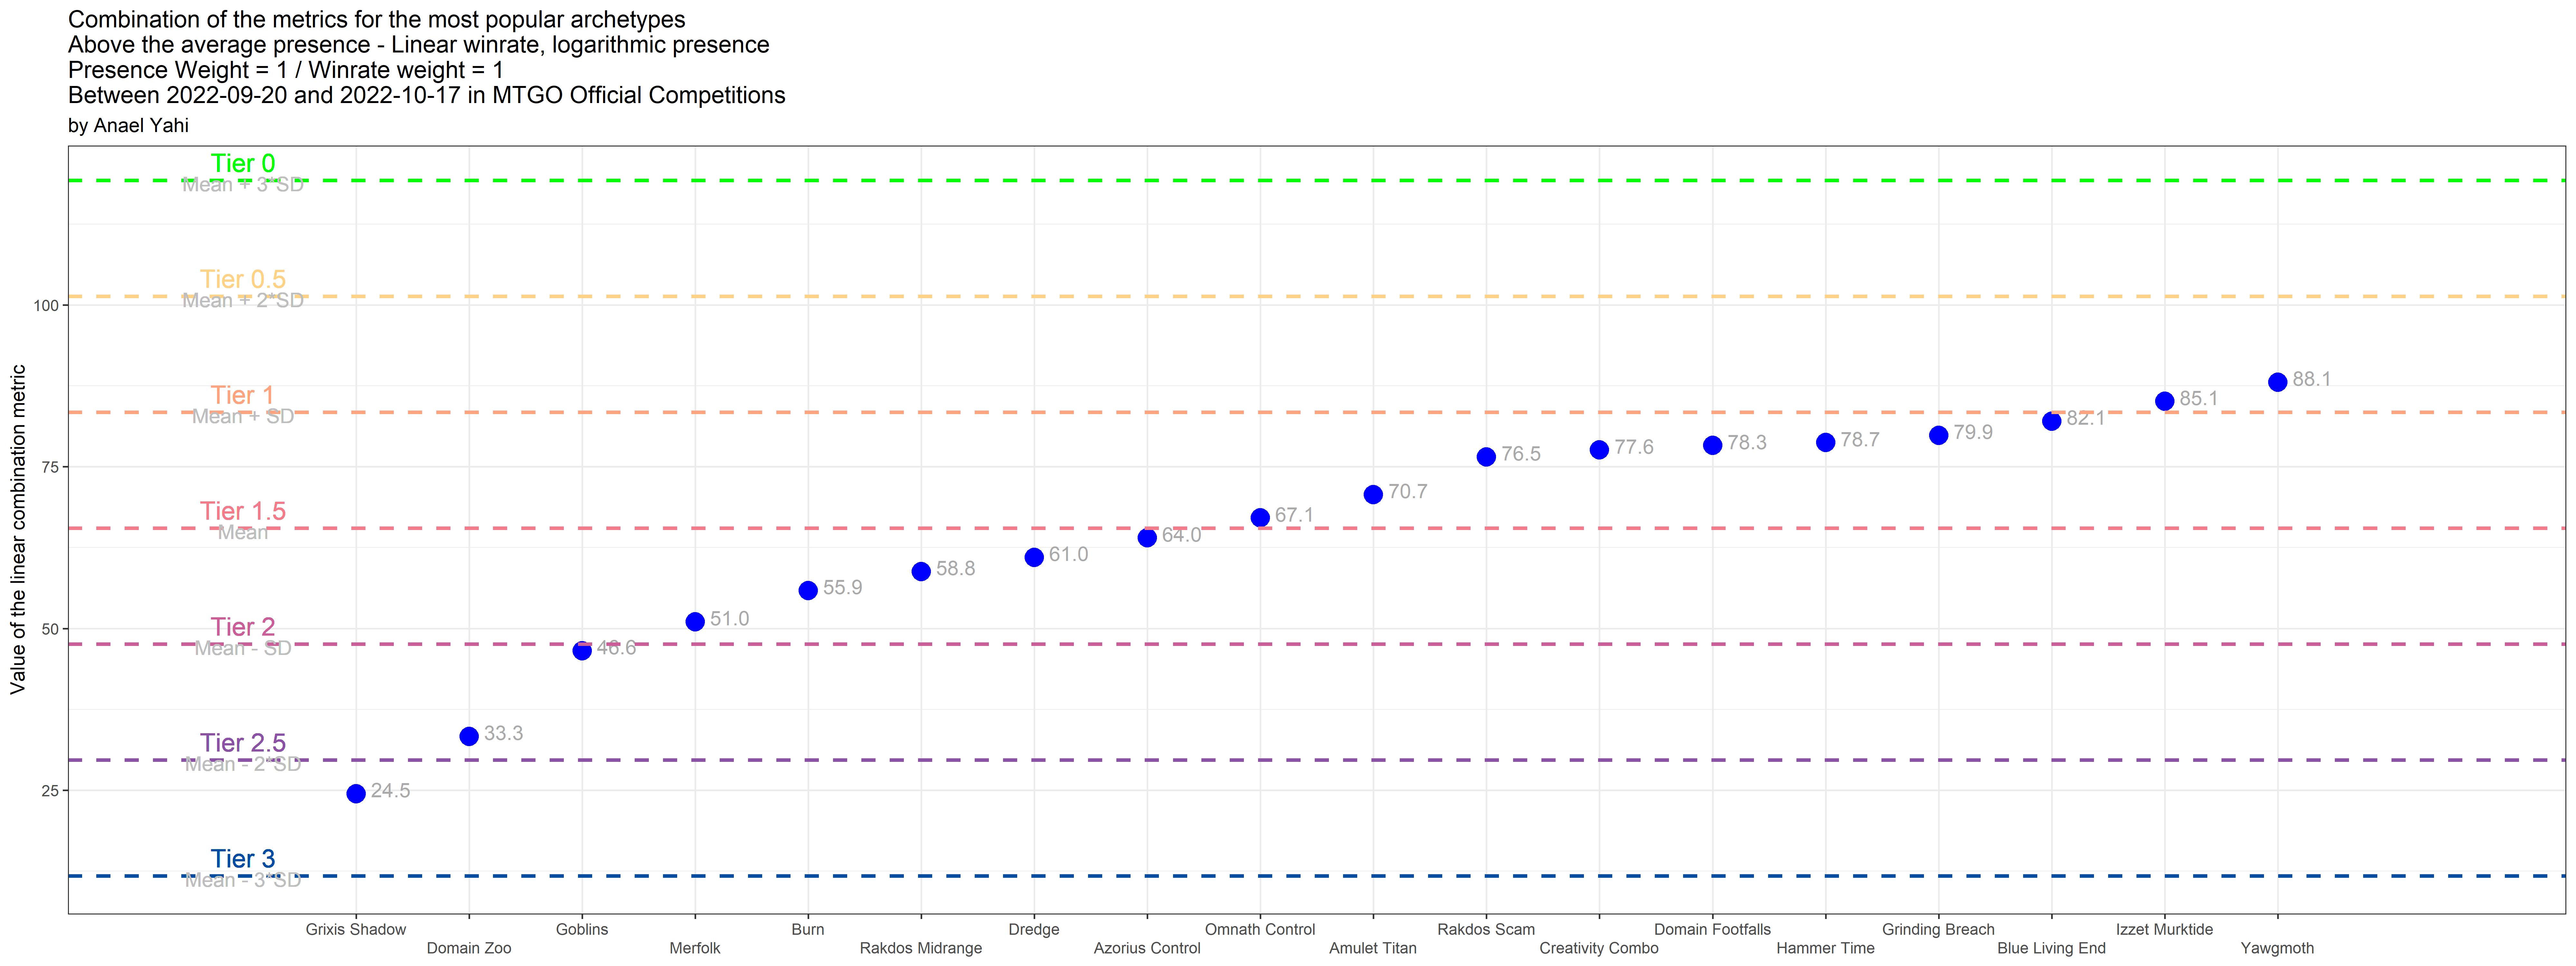 Combination of the metrics for the most popular archetypes
Above the average presence - Linear winrate, logarithmic presence
Presence Weight = 1 / Winrate weight = 1
Between 2022-09-20 and 2022-10-17 in MTGO Official Competitions
by Anael Yahi
Value of the linear combination metric
Tier 0
Mean + 3*SD
Tier 0.5
Mean + 2*SD
100
Tier 1
Mean + SD
88.1
85.1
82.1
79.9
78.7
78.3
77.6
76.5
75
70.7
Tier 1.5
Mean
67.1
64.0
61.0
58.8
55.9
51.0
50
Tier 2
Mean - SD
46.6
33.3
Tier 2.5
Mean - 2*SD
25
24.5
Tier 3
Mean - 3*SD
Grixis Shadow
Domain Zoo
Goblins
Merfolk
Burn
Rakdos Midrange
Dredge
Azorius Control
Omnath Control
Amulet Titan
Rakdos Scam
Creativity Combo
Domain Footfalls
Hammer Time
Grinding Breach
Blue Living End
Izzet Murktide
Yawgmoth